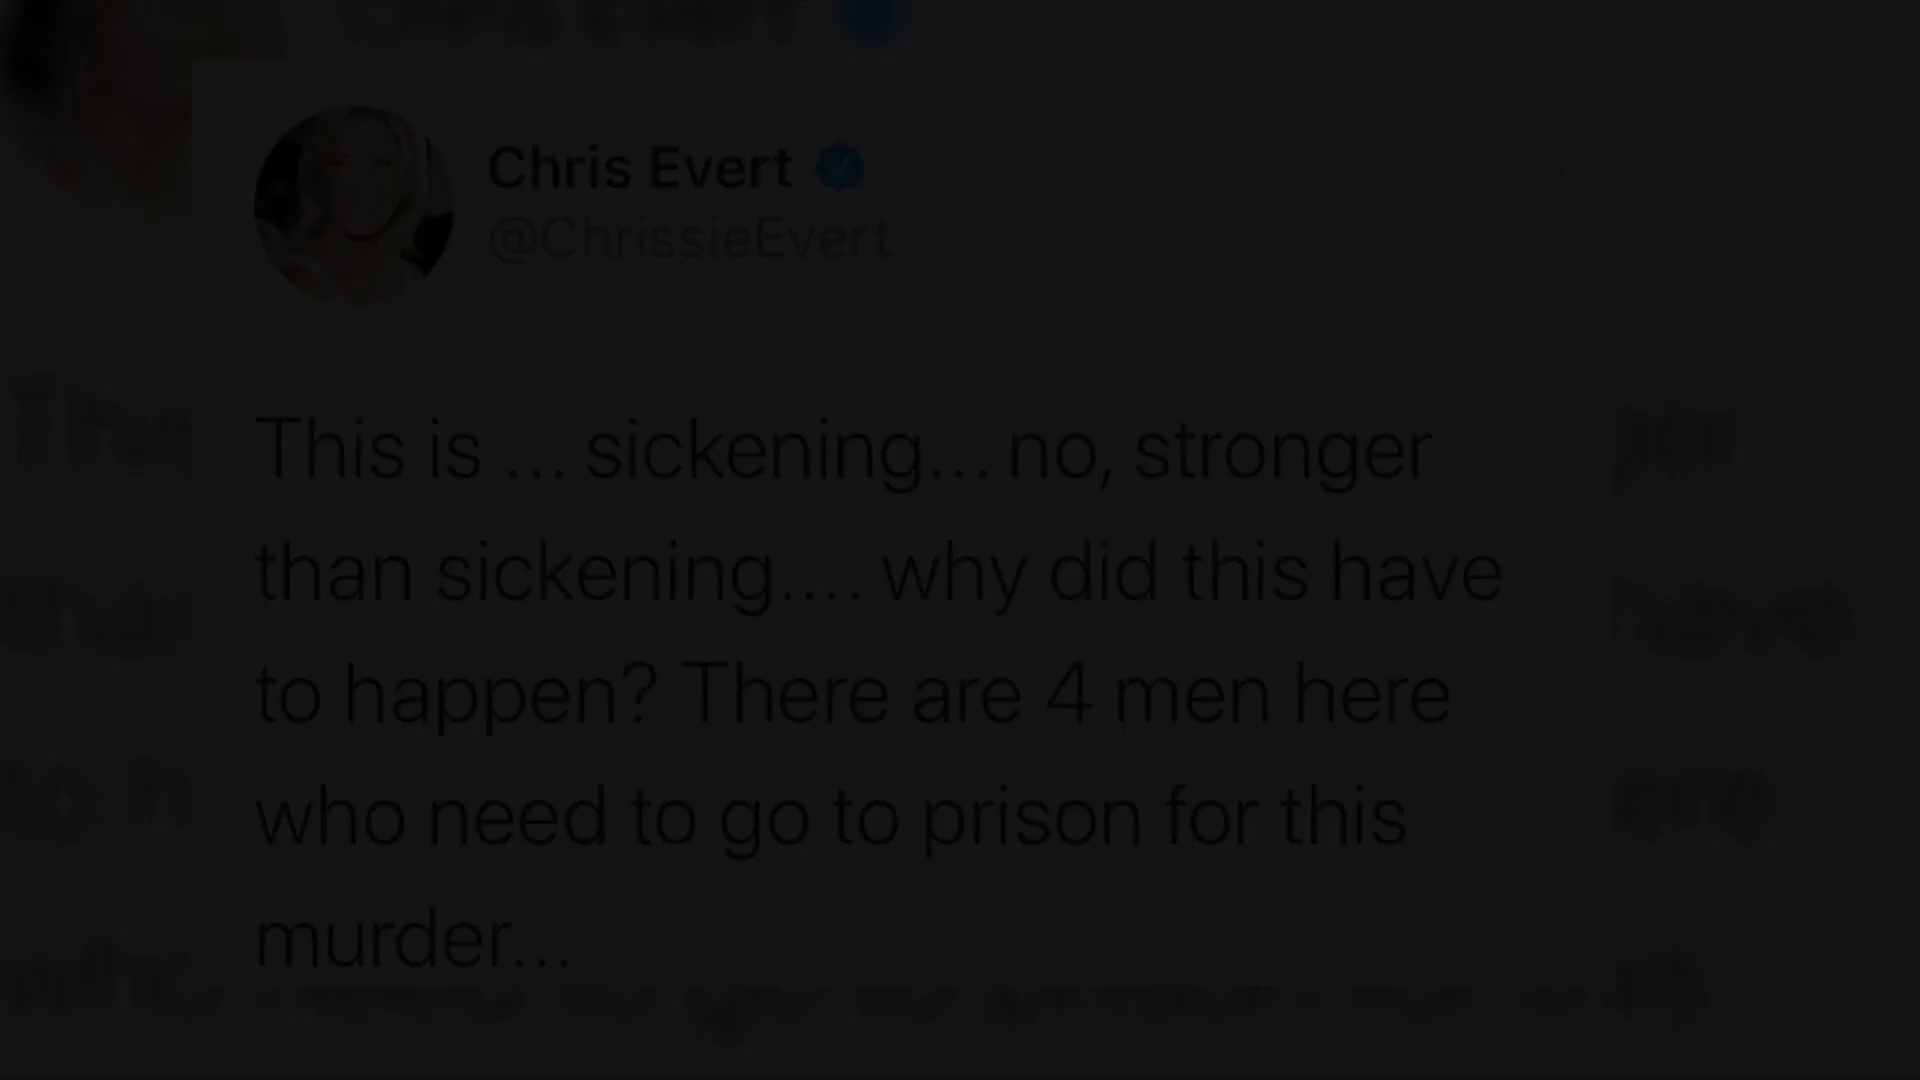 Chris Evert
@ChrissieEvert
This is ... sickening... no, stronger
than sickening.... why did this have
to happen? There are 4 men here
who need to go to prison for this
murder...